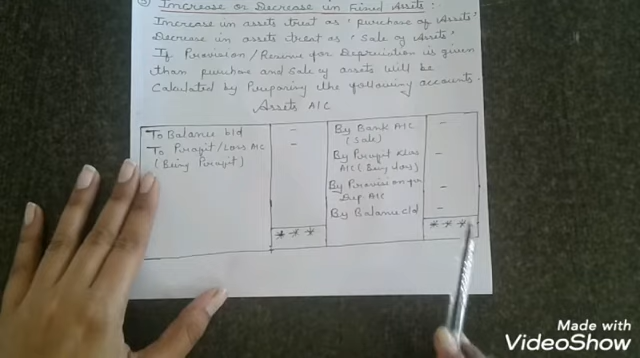 ③ Increase or Decrease in Fixed Assets :
Increase in assets treat as 'purchase of Assets'
Decrease in assets treat as 'Sale of Assets'
If Provision / Reserve for Depreciation is given
than purchase and Sale of assets will be
Calculated by Preparing the following accounts.
Assets A/C
To Balance b/d -
To Profit/Loss A/C -
(Being Profit)
* * *
By Bank A/C -
(Sale)
By Profit & Loss -
A/C (Being Loss)
By Provision for -
Dep. A/C
By Balance c/d -
* * *
Made with
VideoShow